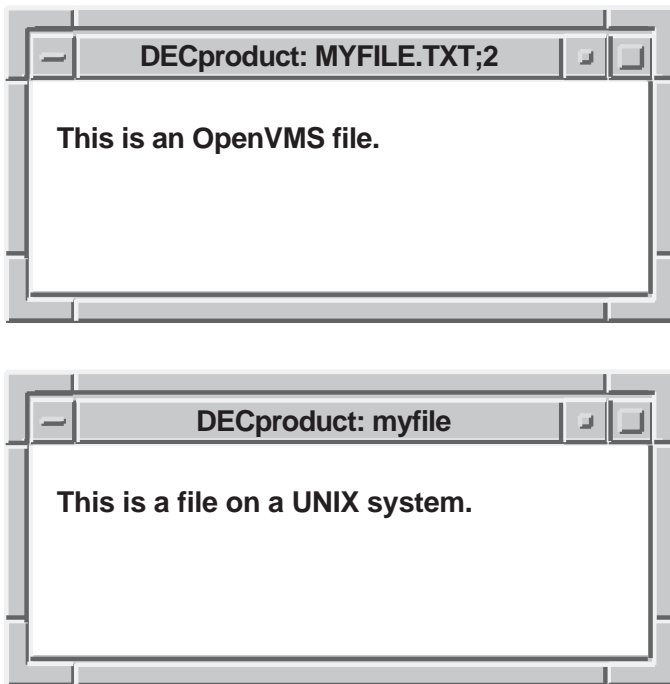 DECproduct: MYFILE.TXT;2
This is an OpenVMS file.
DECproduct: myfile
This is a file on a UNIX system.